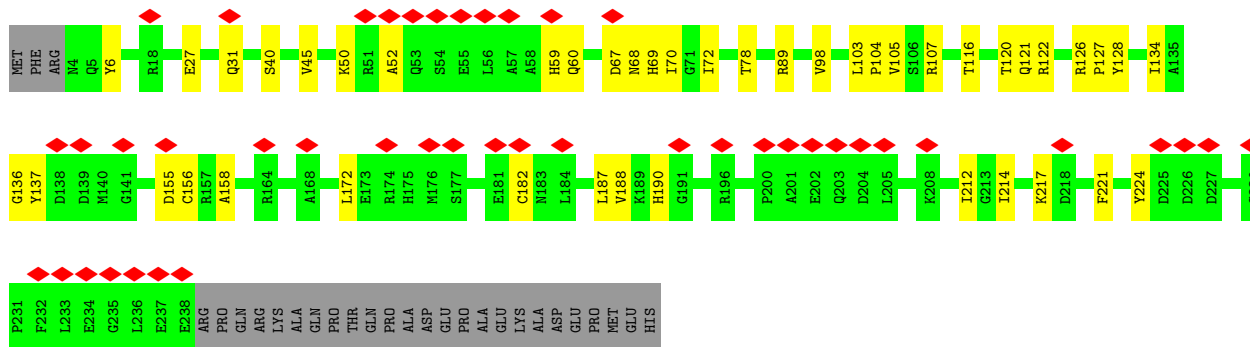 MET PHE ARG N4 Q5 Y6 R18 E27 Q31 S40 V45 K50 R51 A52 Q53 S54 E55 L56 A57 A58 H59 Q60 D67 N68 H69 I70 G71 I72 T78 R89 V98 L103 P104 V105 S106 R107 T116 T120 Q121 R122 R126 P127 Y128 I134 A135
G136 Y137 D138 D139 M140 G141 D155 C156 R157 A158 R164 A168 L172 E173 R174 H175 M176 S177 E181 C182 N183 L184 L187 V188 K189 H190 G191 R196 P200 A201 E202 Q203 D204 L205 K208 I212 G213 I214 K217 D218 F221 Y224 D225 D226 D227
P231 F232 L233 E234 G235 L236 E237 E238 ARG PRO GLN ARG LYS ALA GLN PRO THR GLN PRO ALA ASP GLU PRO ALA GLU LYS ALA ASP GLU PRO MET GLU HIS